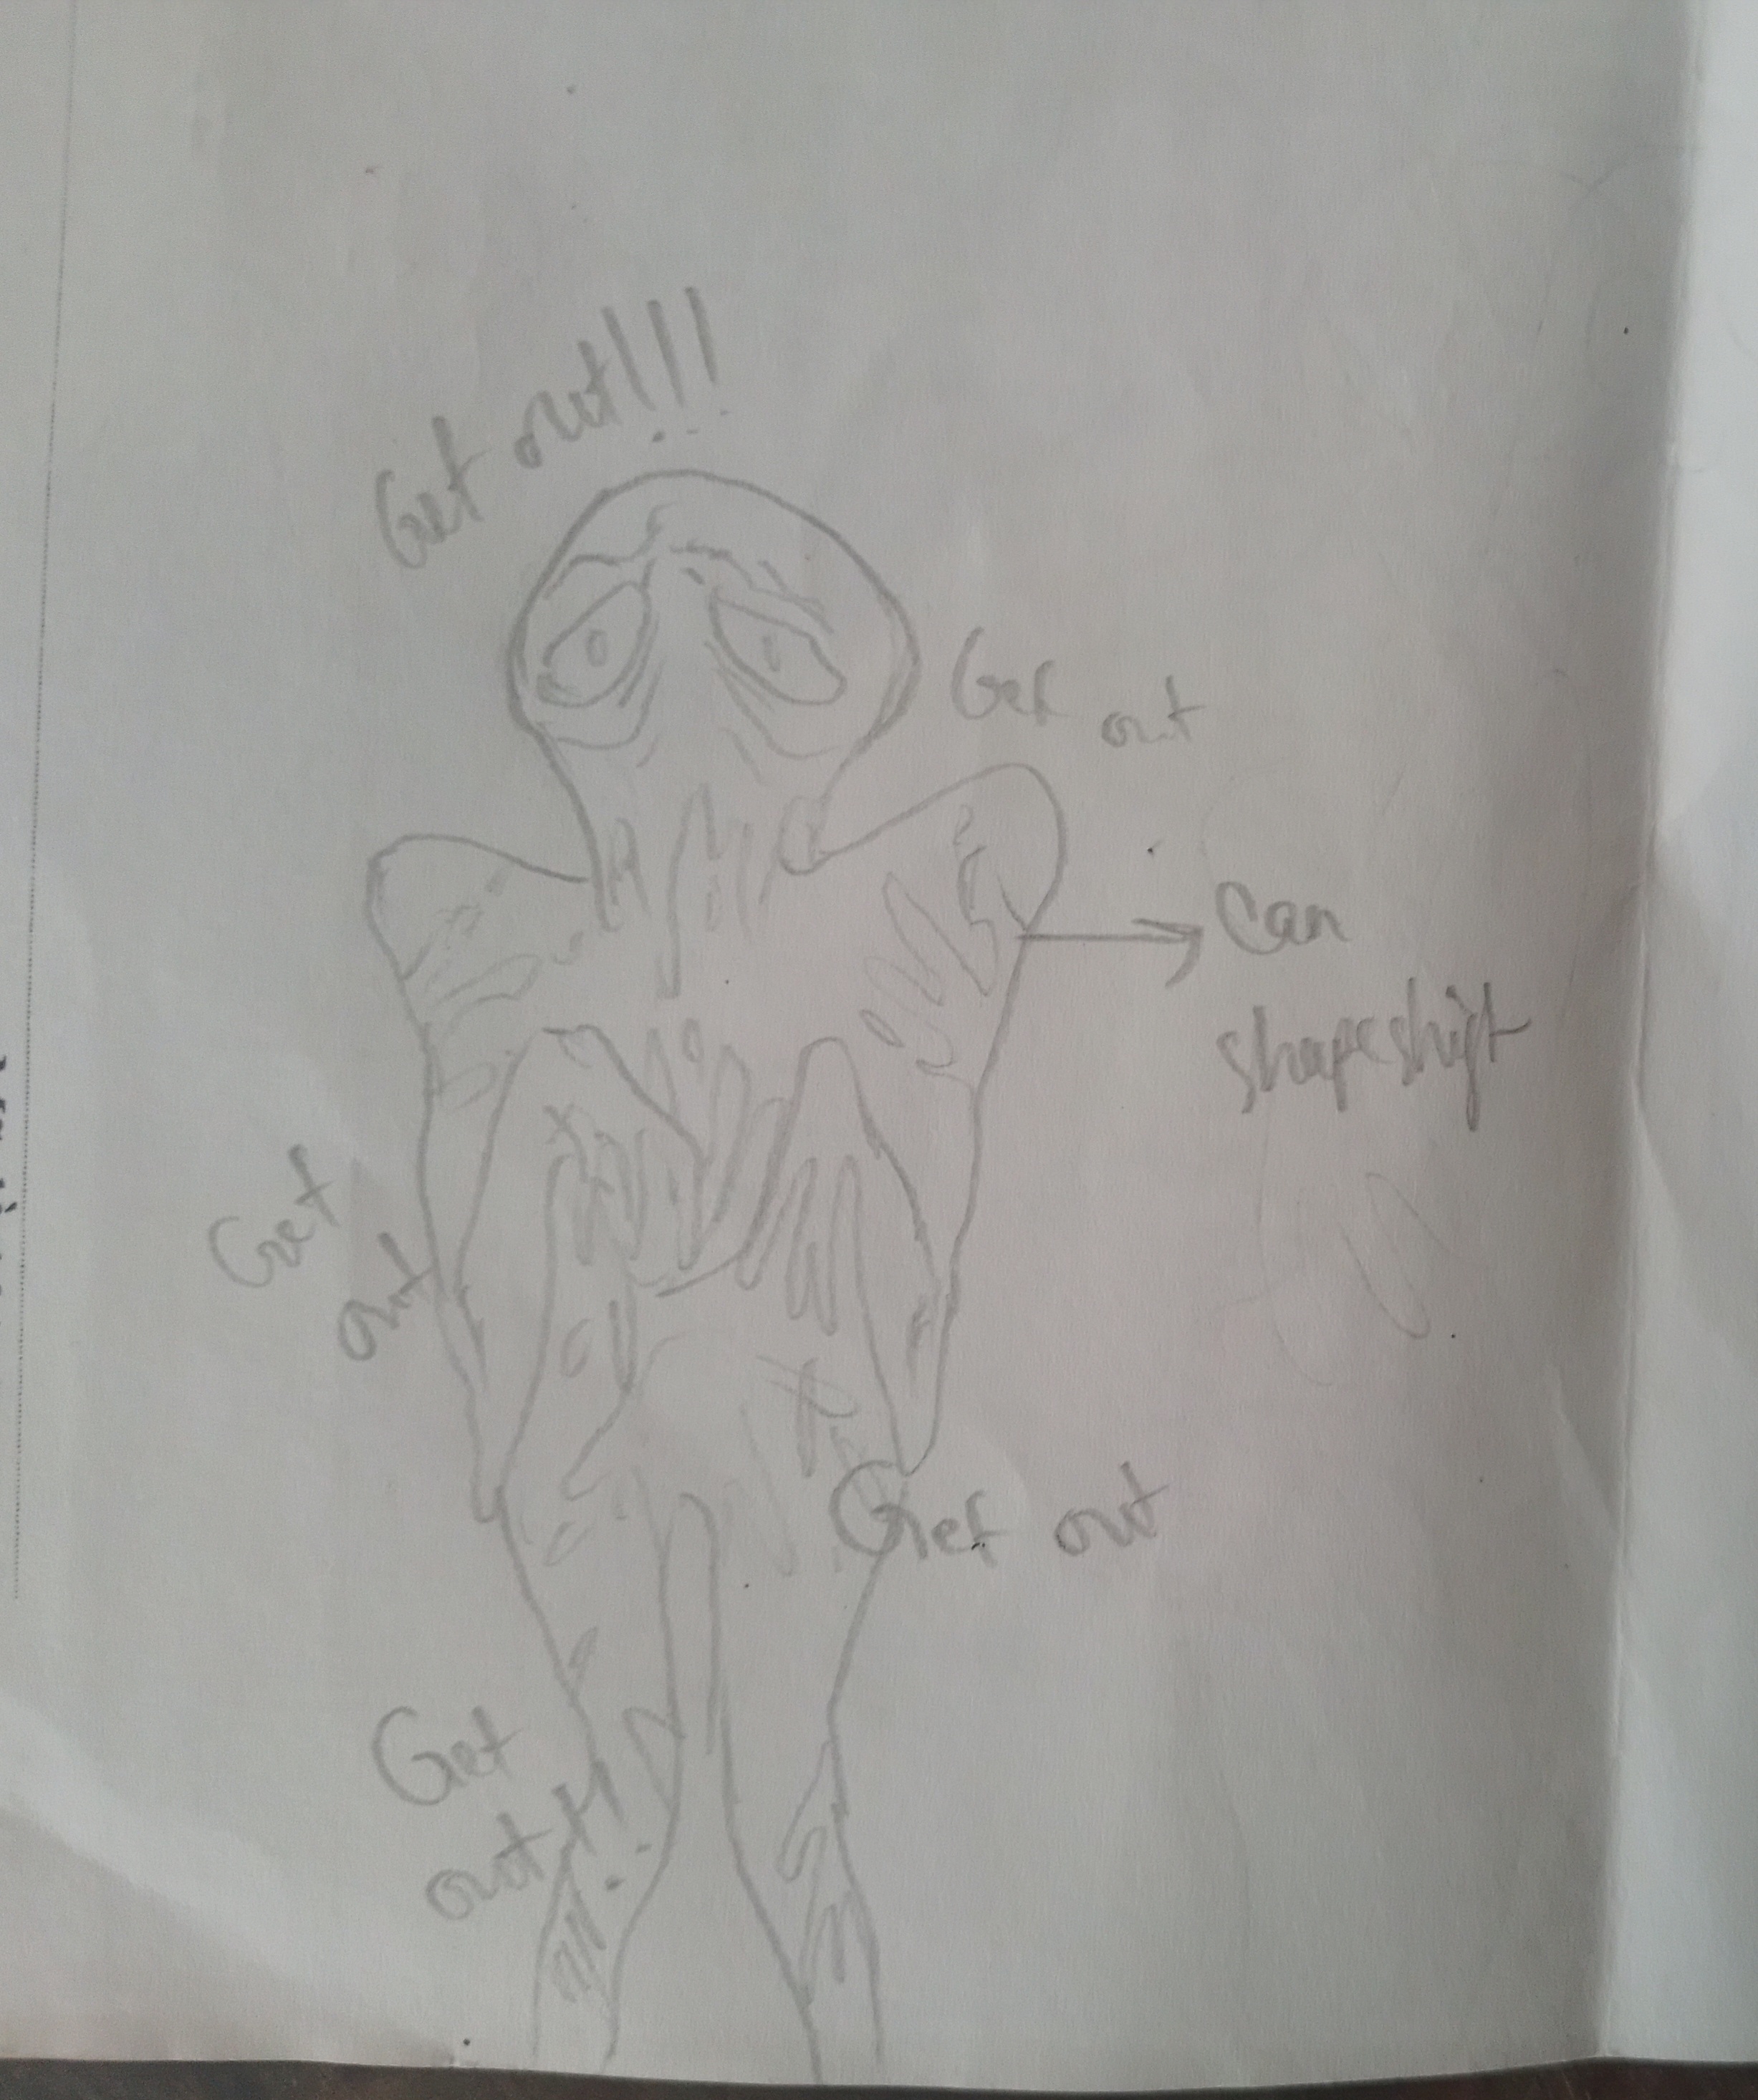 Get out!!!
Get out
Can
shapeshift
Get
out
Get out
Get
out!!